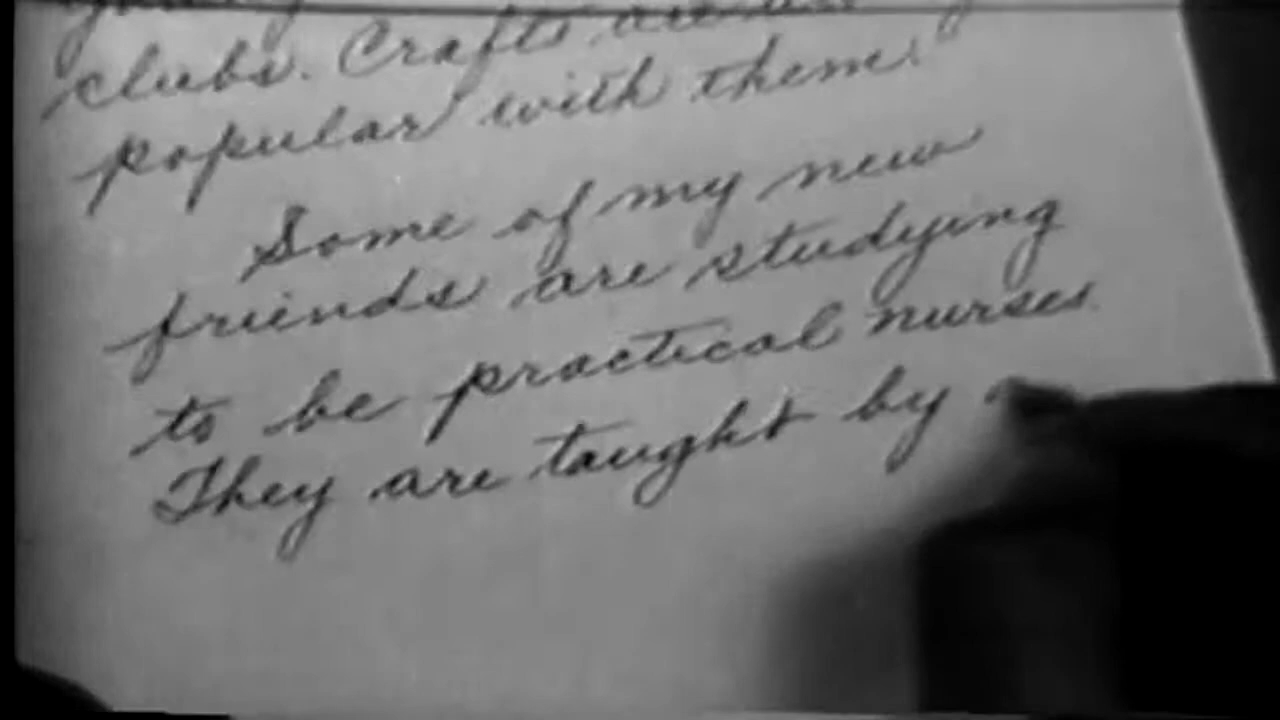 clubs. Crafts are
popular with them.
Some of my new
friends are studying
to be practical nurses
They are taught by